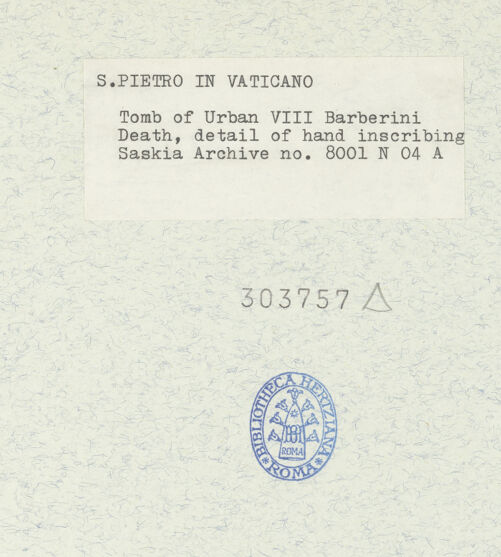 S.PIETRO IN VATICANO
Tomb of Urban VIII Barberini
Death, detail of hand inscribing
Saskia Archive no. 8001 N 04 A
303757
BIBLIOTHECA HERTZIANA
ROMA
ROMA